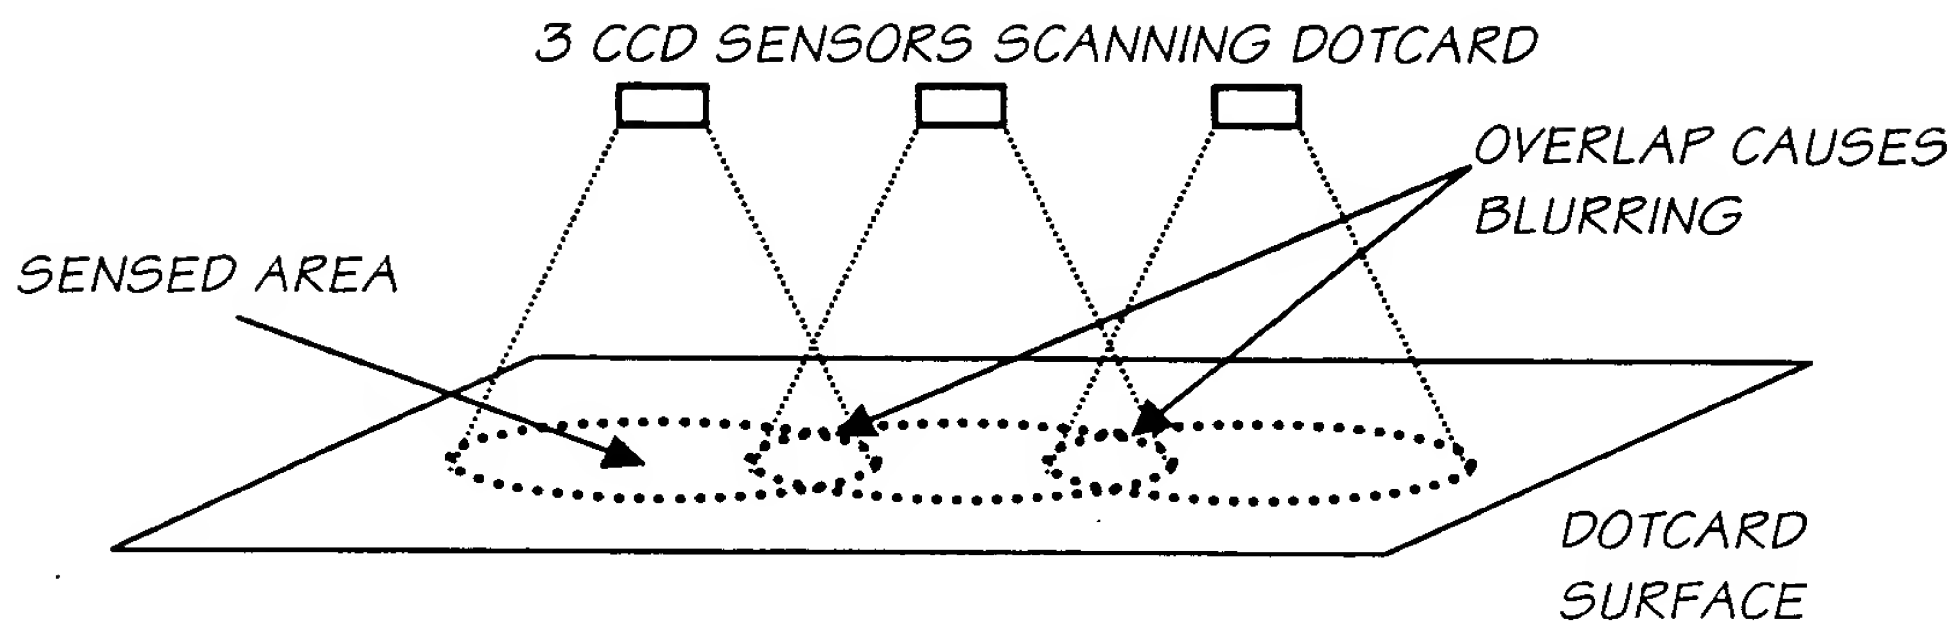 3 CCD SENSORS SCANNING DOTCARD
OVERLAP CAUSES
BLURRING
SENSED AREA
DOTCARD
SURFACE